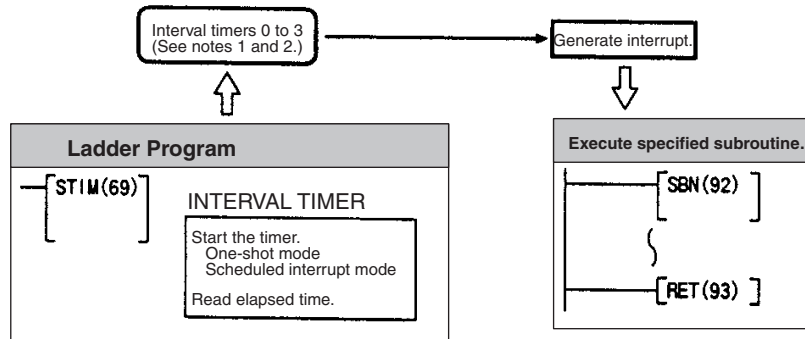 Interval timers 0 to 3
(See notes 1 and 2.)
Generate interrupt.
Ladder Program
STIM(69)
INTERVAL TIMER
Start the timer.
One-shot mode
Scheduled interrupt mode
Read elapsed time.
Execute specified subroutine.
SBN(92)
RET(93)